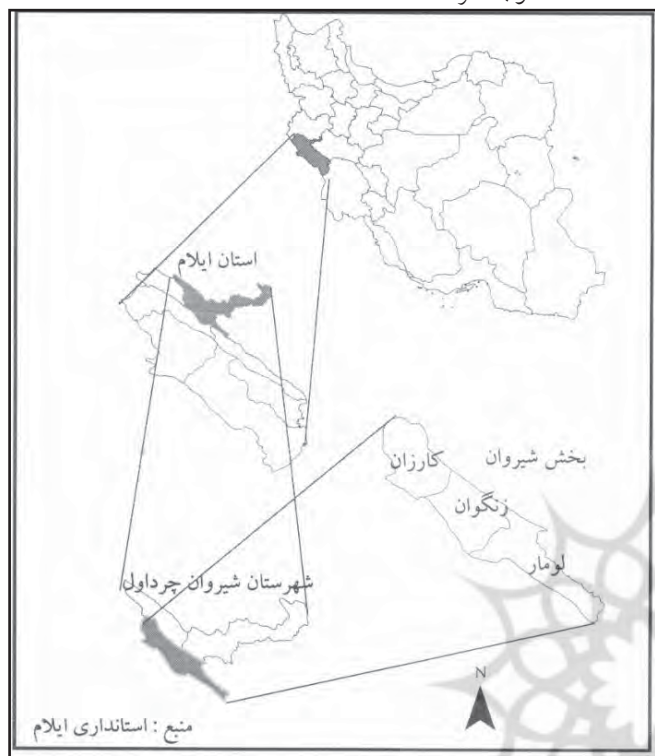 استان ایلام
بخش شیروان
کارزان
زنگوان
لومار
شهرستان شیروان چرداول
N
منبع : استانداری ایلام